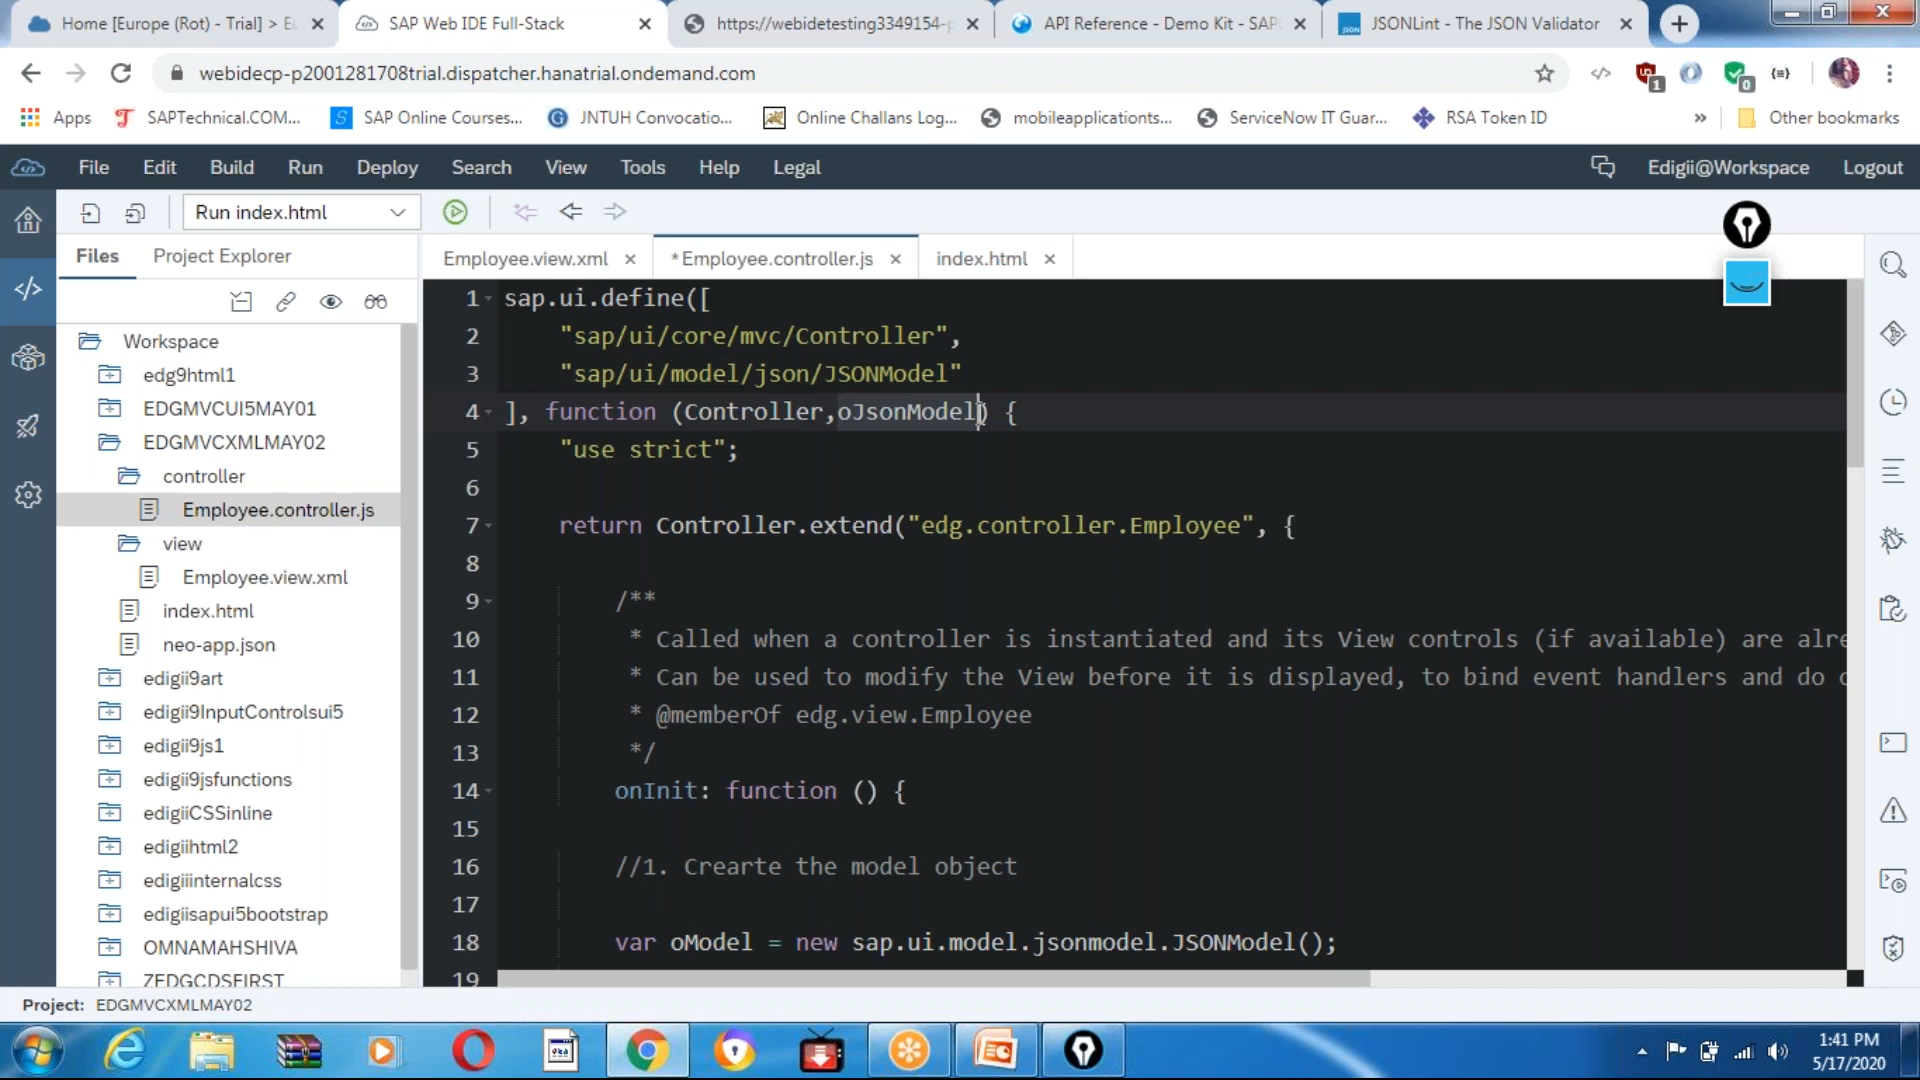 Home [Europe (Rot) - Trial] > Eu
SAP Web IDE Full-Stack
https://webidetesting3349154-p
API Reference - Demo Kit - SAP
JSONLint - The JSON Validator
webidecp-p2001281708trial.dispatcher.hanatrial.ondemand.com
Apps
SAPTechnical.COM...
SAP Online Courses...
JNTUH Convocatio...
Online Challans Log...
mobileapplicationts...
ServiceNow IT Guar...
RSA Token ID
Other bookmarks
File Edit Build Run Deploy Search View Tools Help Legal
Edigii@Workspace
Logout
Run index.html
Files
Project Explorer
Employee.view.xml
*Employee.controller.js
index.html
Workspace
edg9html1
EDGMVCUI5MAY01
EDGMVCXMLMAY02
controller
Employee.controller.js
view
Employee.view.xml
index.html
neo-app.json
edigii9art
edigii9InputControlsui5
edigii9js1
edigii9jsfunctions
edigiiCSSinline
edigiihtml2
edigiiinternalcss
edigiisapui5bootstrap
OMNAMAHSHIVA
ZEDGCDSFIRST
1 sap.ui.define([
2 "sap/ui/core/mvc/Controller",
3 "sap/ui/model/json/JSONModel"
4 ], function (Controller,oJsonModel) {
5 "use strict";
6
7 return Controller.extend("edg.controller.Employee", {
8
9 /**
10 * Called when a controller is instantiated and its View controls (if available) are alre
11 * Can be used to modify the View before it is displayed, to bind event handlers and do o
12 * @memberOf edg.view.Employee
13 */
14 onInit: function () {
15
16 //1. Crearte the model object
17
18 var oModel = new sap.ui.model.jsonmodel.JSONModel();
19
Project: EDGMVCXMLMAY02
1:41 PM
5/17/2020